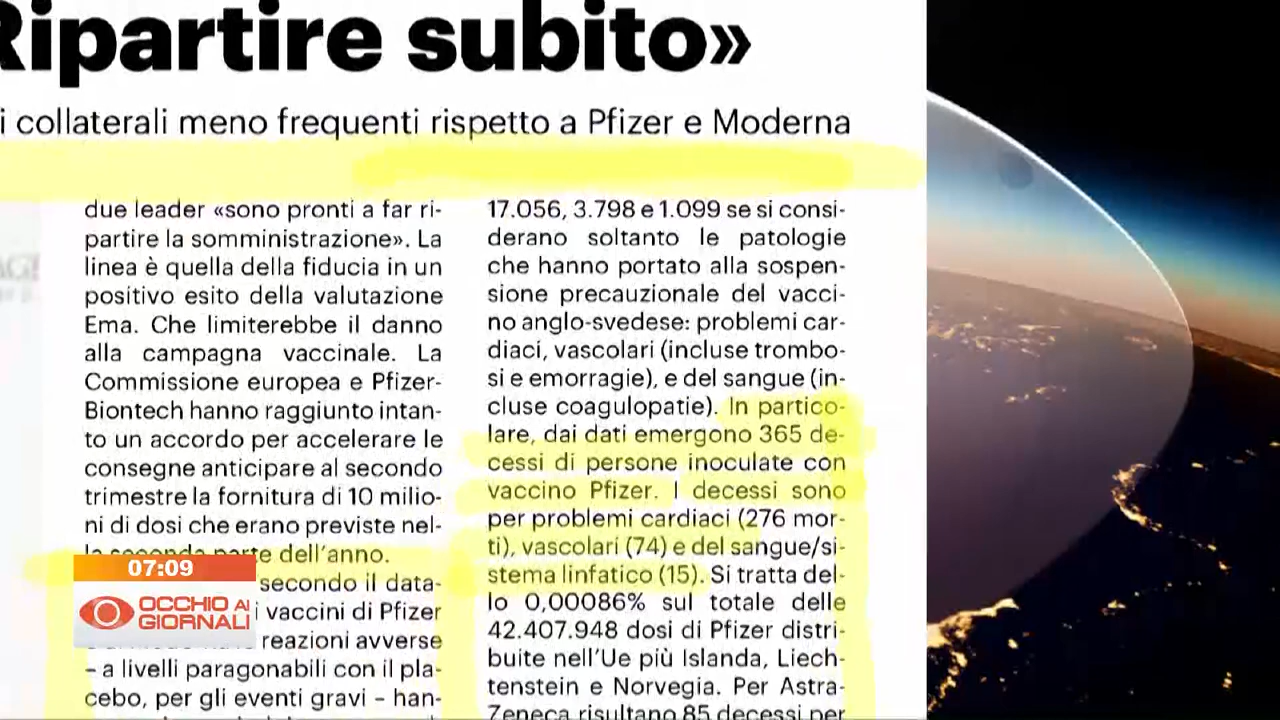 Ripartire subito»
i collaterali meno frequenti rispetto a Pfizer e Moderna
due leader «sono pronti a far ri-
partire la somministrazione». La
linea è quella della fiducia in un
positivo esito della valutazione
Ema. Che limiterebbe il danno
alla campagna vaccinale. La
Commissione europea e Pfizer-
Biontech hanno raggiunto intan-
to un accordo per accelerare le
consegne anticipare al secondo
trimestre la fornitura di 10 milio-
ni di dosi che erano previste nel-
la seconda parte dell'anno.
secondo il data-
i vaccini di Pfizer
reazioni avverse
– a livelli paragonabili con il pla-
cebo, per gli eventi gravi – han-
17.056, 3.798 e 1.099 se si consi-
derano soltanto le patologie
che hanno portato alla sospen-
sione precauzionale del vacci-
no anglo-svedese: problemi car-
diaci, vascolari (incluse trombo-
si e emorragie), e del sangue (in-
cluse coagulopatie). In partico-
lare, dai dati emergono 365 de-
cessi di persone inoculate con
vaccino Pfizer. I decessi sono
per problemi cardiaci (276 mor-
ti), vascolari (74) e del sangue/si-
stema linfatico (15). Si tratta del-
lo 0,00086% sul totale delle
42.407.948 dosi di Pfizer distri-
buite nell'Ue più Islanda, Liech-
tenstein e Norvegia. Per Astra-
Zeneca risultano 85 decessi per
07:09
OCCHIO AI
GIORNALI